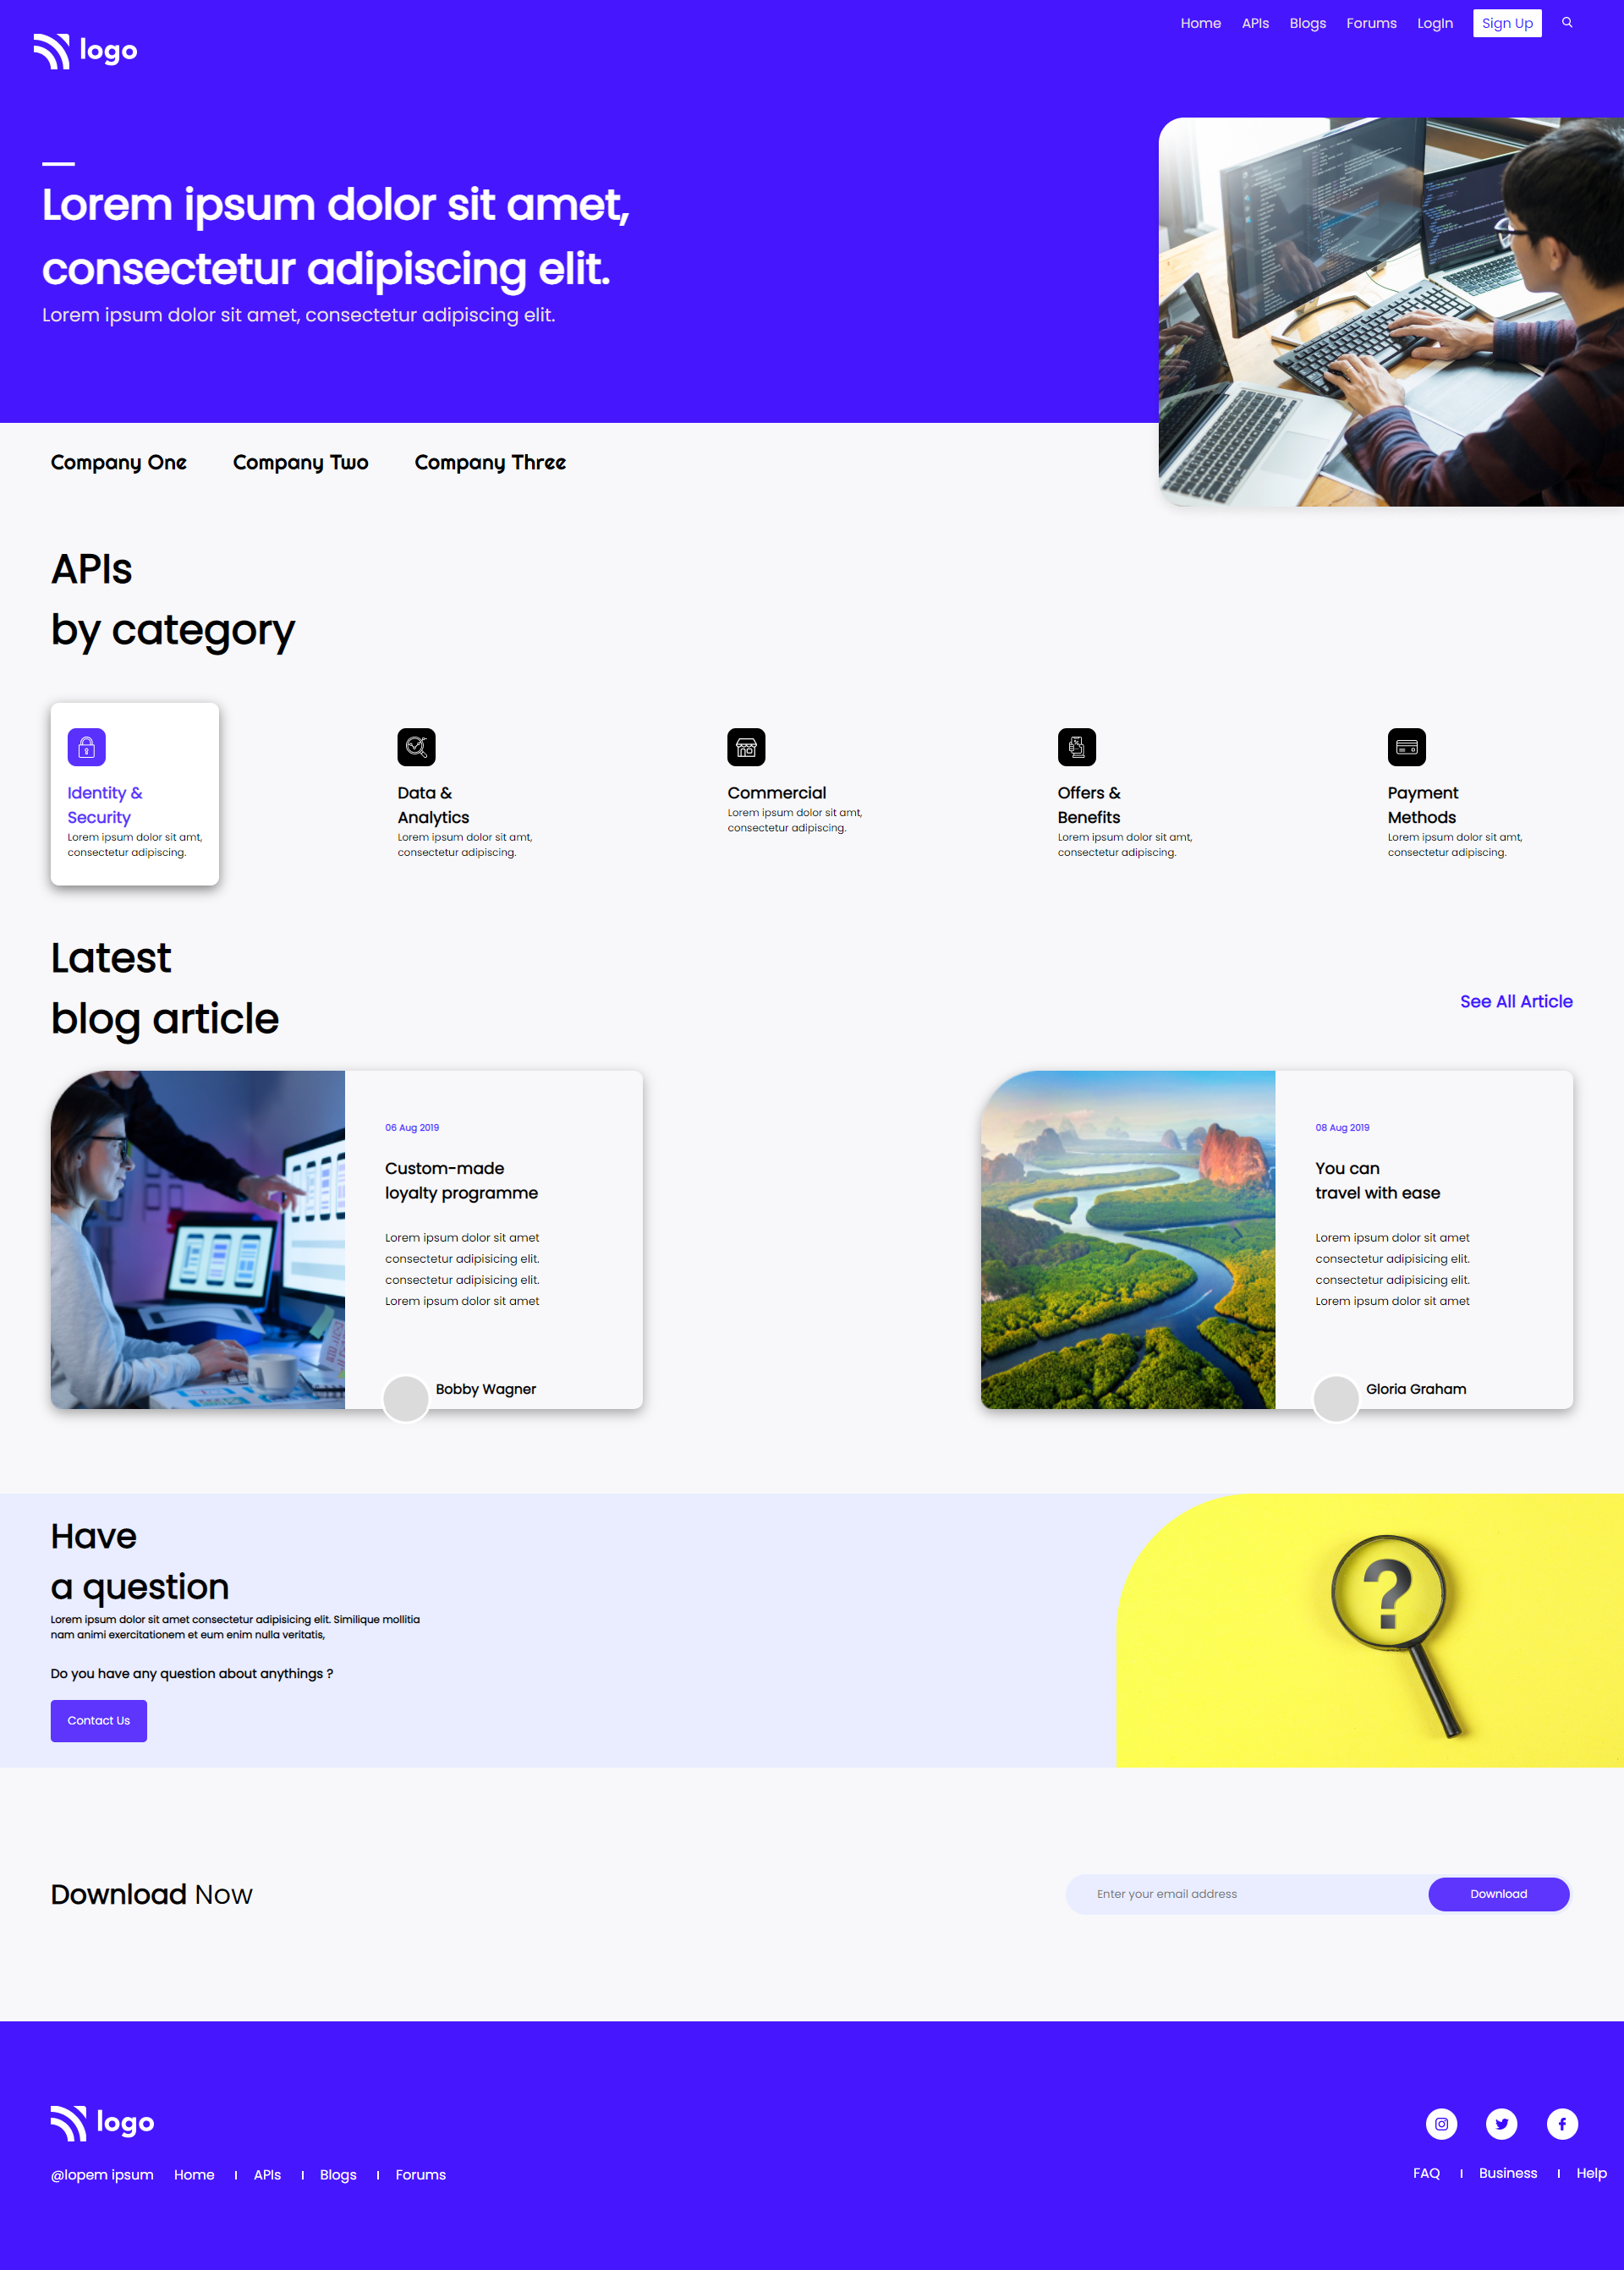 logo
Home APIs Blogs Forums LogIn Sign Up
Lorem ipsum dolor sit amet,
consectetur adipiscing elit.
Lorem ipsum dolor sit amet, consectetur adipiscing elit.
Company One Company Two Company Three
APIs
by category
Identity &
Security
Lorem ipsum dolor sit amt,
consectetur adipiscing.
Data &
Analytics
Lorem ipsum dolor sit amt,
consectetur adipiscing.
Commercial
Lorem ipsum dolor sit amt,
consectetur adipiscing.
Offers &
Benefits
Lorem ipsum dolor sit amt,
consectetur adipiscing.
Payment
Methods
Lorem ipsum dolor sit amt,
consectetur adipiscing.
Latest
blog article
See All Article
06 Aug 2019
Custom-made
loyalty programme
Lorem ipsum dolor sit amet
consectetur adipisicing elit.
consectetur adipisicing elit.
Lorem ipsum dolor sit amet
Bobby Wagner
08 Aug 2019
You can
travel with ease
Lorem ipsum dolor sit amet
consectetur adipisicing elit.
consectetur adipisicing elit.
Lorem ipsum dolor sit amet
Gloria Graham
Have
a question
Lorem ipsum dolor sit amet consectetur adipisicing elit. Similique mollitia
nam animi exercitationem et eum enim nulla veritatis,
Do you have any question about anythings ?
Contact Us
?
Download Now
Enter your email address
Download
logo
@lopem ipsum Home I APIs I Blogs I Forums
FAQ I Business I Help